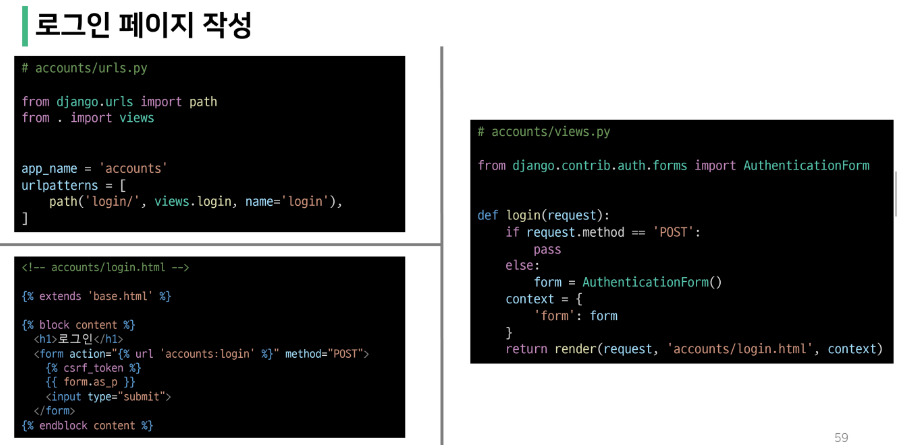 로그인 페이지 작성
# accounts/urls.py
from django.urls import path
from . import views
app_name = 'accounts'
urlpatterns = [
    path('login/', views.login, name='login'),
]
<!-- accounts/login.html -->
{% extends 'base.html' %}
{% block content %}
  <h1>로그인</h1>
  <form action="{% url 'accounts:login' %}" method="POST">
    {% csrf_token %}
    {{ form.as_p }}
    <input type="submit">
  </form>
{% endblock content %}
# accounts/views.py
from django.contrib.auth.forms import AuthenticationForm
def login(request):
    if request.method == 'POST':
        pass
    else:
        form = AuthenticationForm()
    context = {
        'form': form
    }
    return render(request, 'accounts/login.html', context)
59